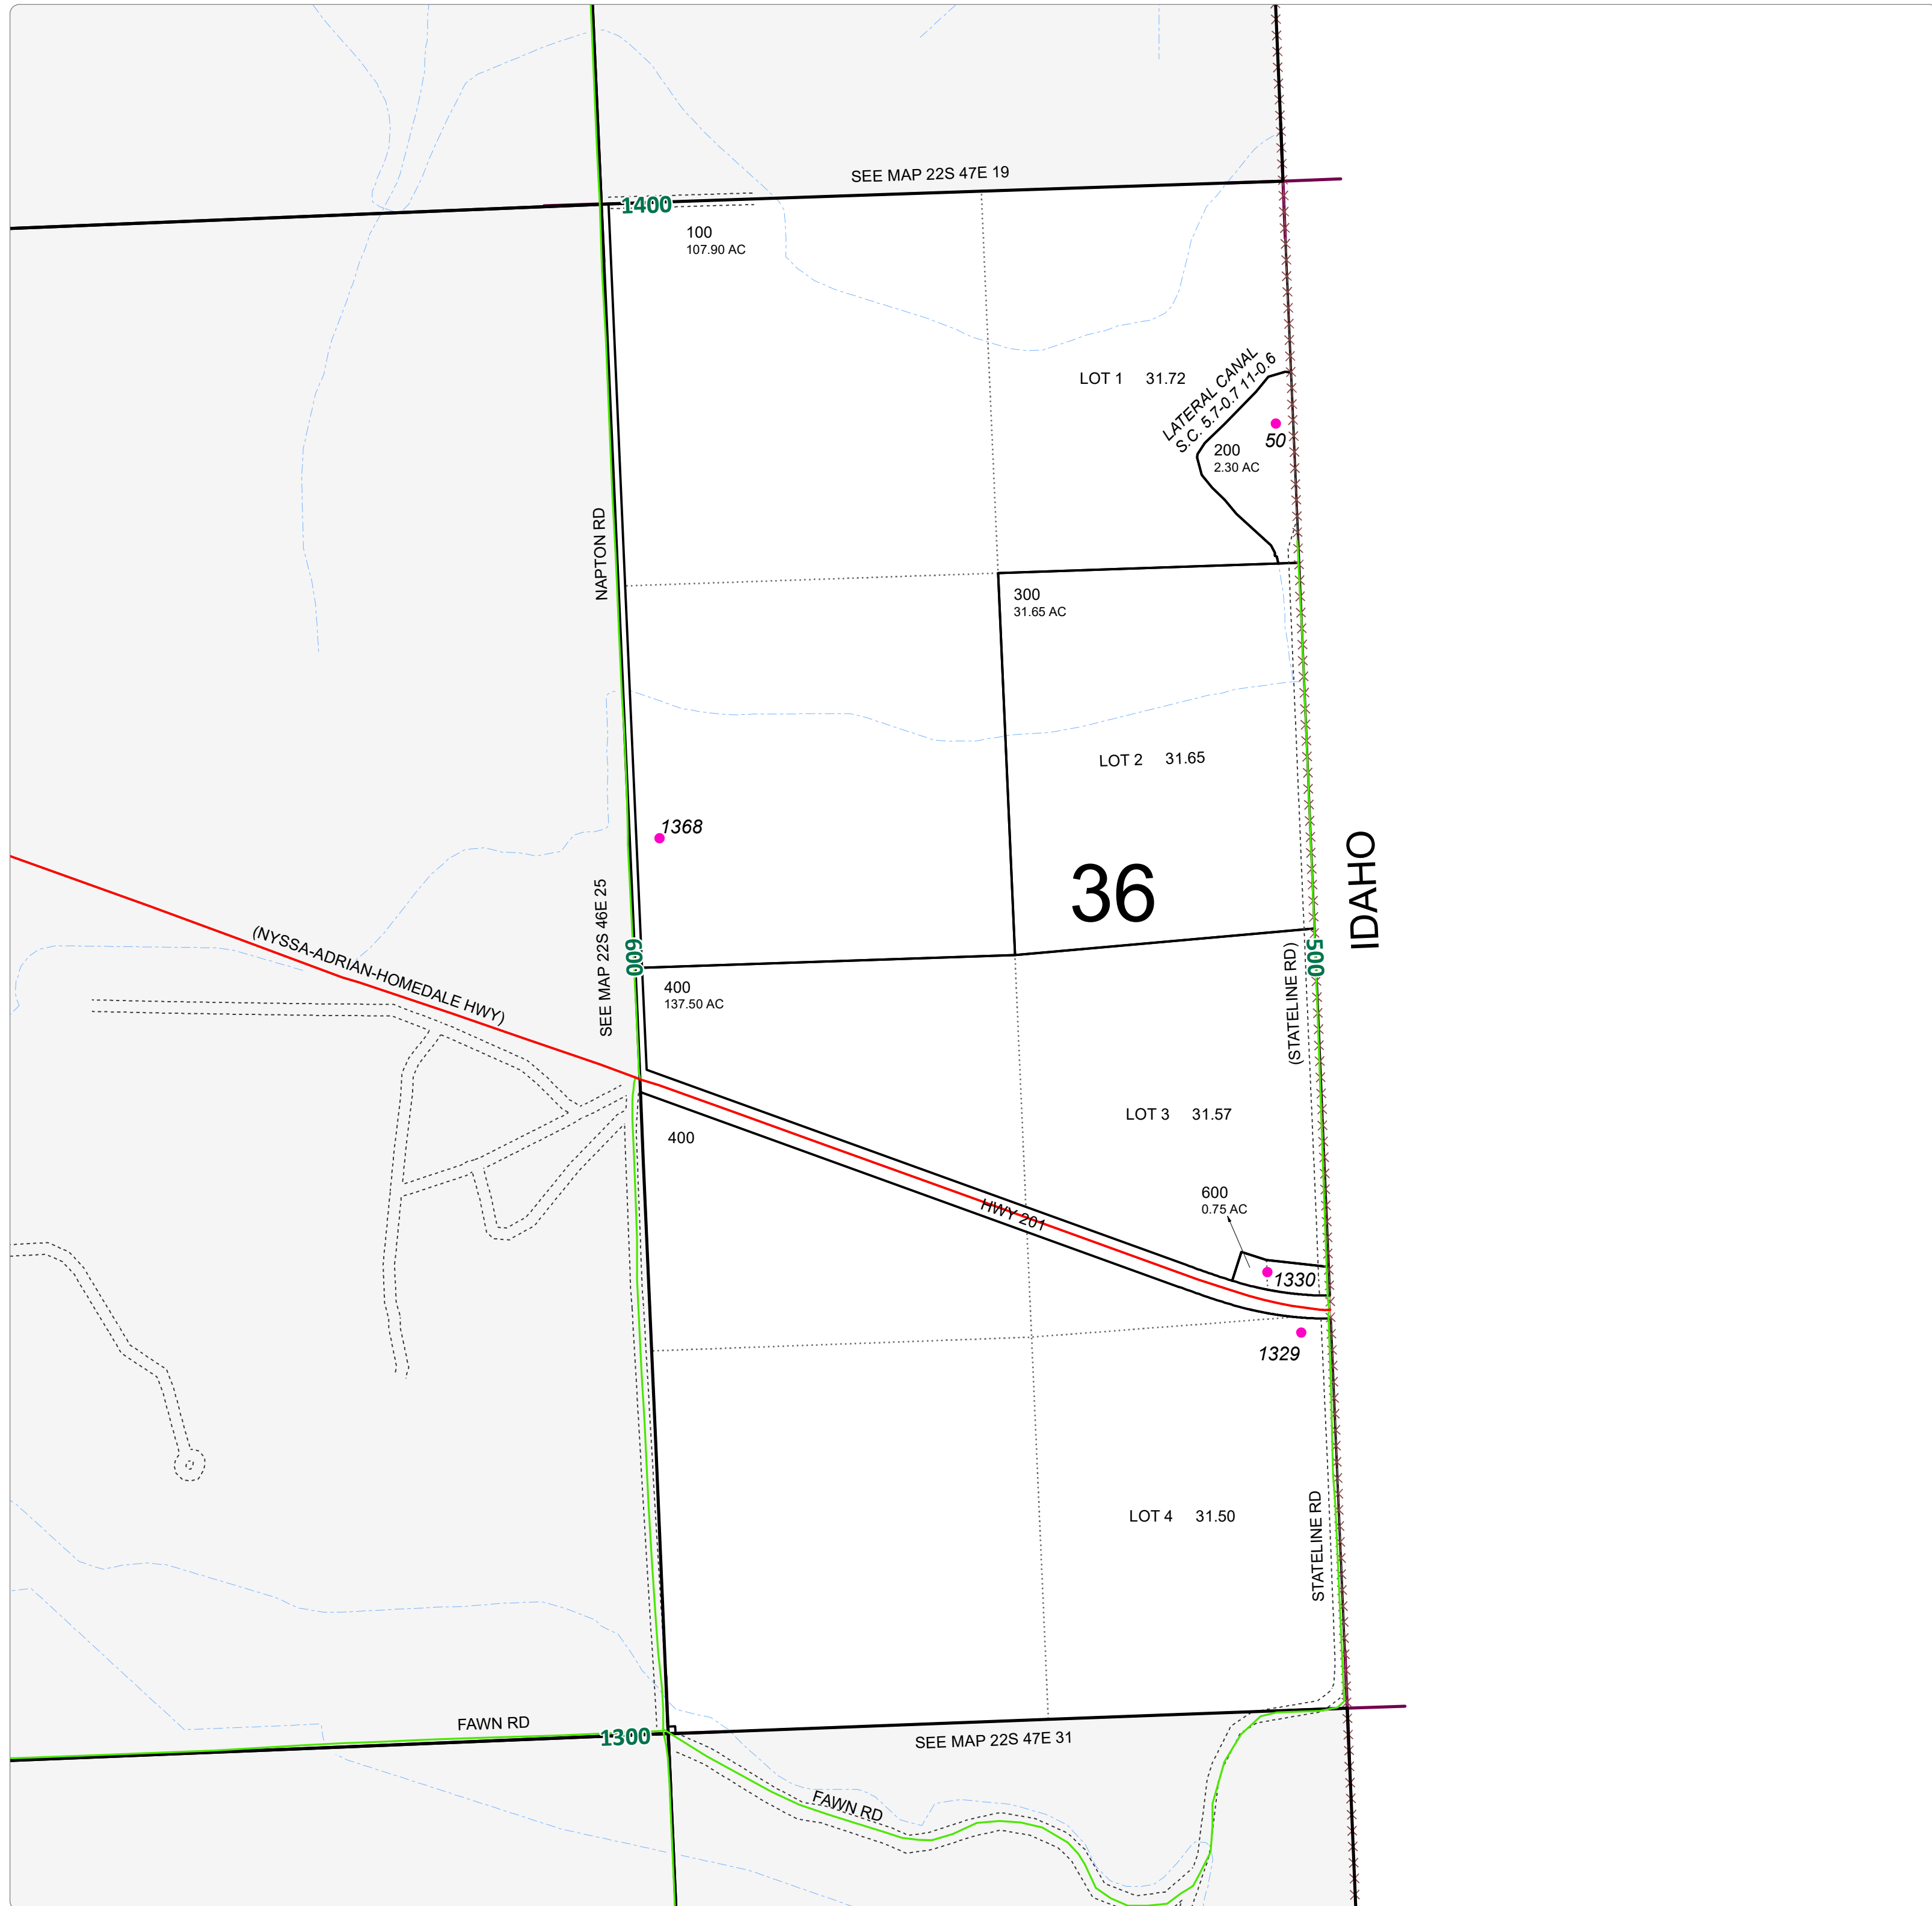 SEE MAP 22S 47E 19
1400
100
107.90 AC
LOT 1 31.72
LATERAL CANAL
S.C. 5.7-0.7 11-0.6
50
200
2.30 AC
NAPTON RD
300
31.65 AC
LOT 2 31.65
1368
36
IDAHO
SEE MAP 22S 46E 25
(NYSSA-ADRIAN-HOMEDALE HWY)
600
500
400
137.50 AC
(STATELINE RD)
LOT 3 31.57
400
600
0.75 AC
HWY 201
1330
1329
LOT 4 31.50
STATELINE RD
FAWN RD
1300
SEE MAP 22S 47E 31
FAWN RD